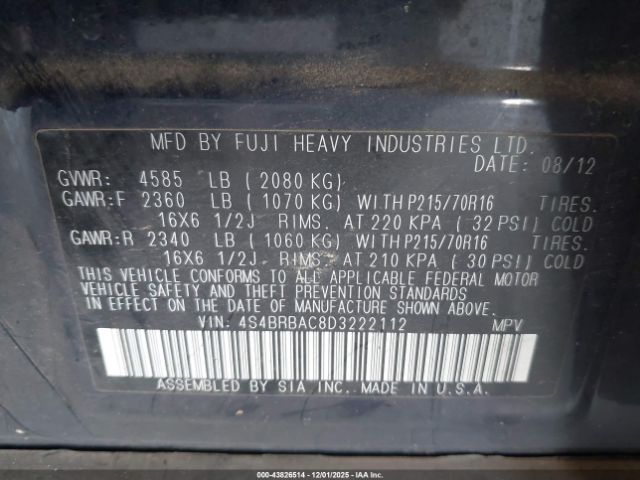 MFD BY FUJI HEAVY INDUSTRIES LTD.
DATE: 08/12
GVWR: 4585 LB ( 2080 KG)
GAWR:F 2360 LB ( 1070 KG) WITH P215/70R16 TIRES.
16X6 1/2J RIMS. AT 220 KPA ( 32 PSI) COLD
GAWR:R 2340 LB ( 1060 KG) WITH P215/70R16 TIRES.
16X6 1/2J RIMS. AT 210 KPA ( 30 PSI) COLD
THIS VEHICLE CONFORMS TO ALL APPLICABLE FEDERAL MOTOR
VEHICLE SAFETY AND THEFT PREVENTION STANDARDS
IN EFFECT ON THE DATE OF MANUFACTURE SHOWN ABOVE.
VIN: 4S4BRBAC8D3222112 MPV
ASSEMBLED BY SIA INC. MADE IN U.S.A.
000-43826514 - 12/01/2025 - IAA Inc.